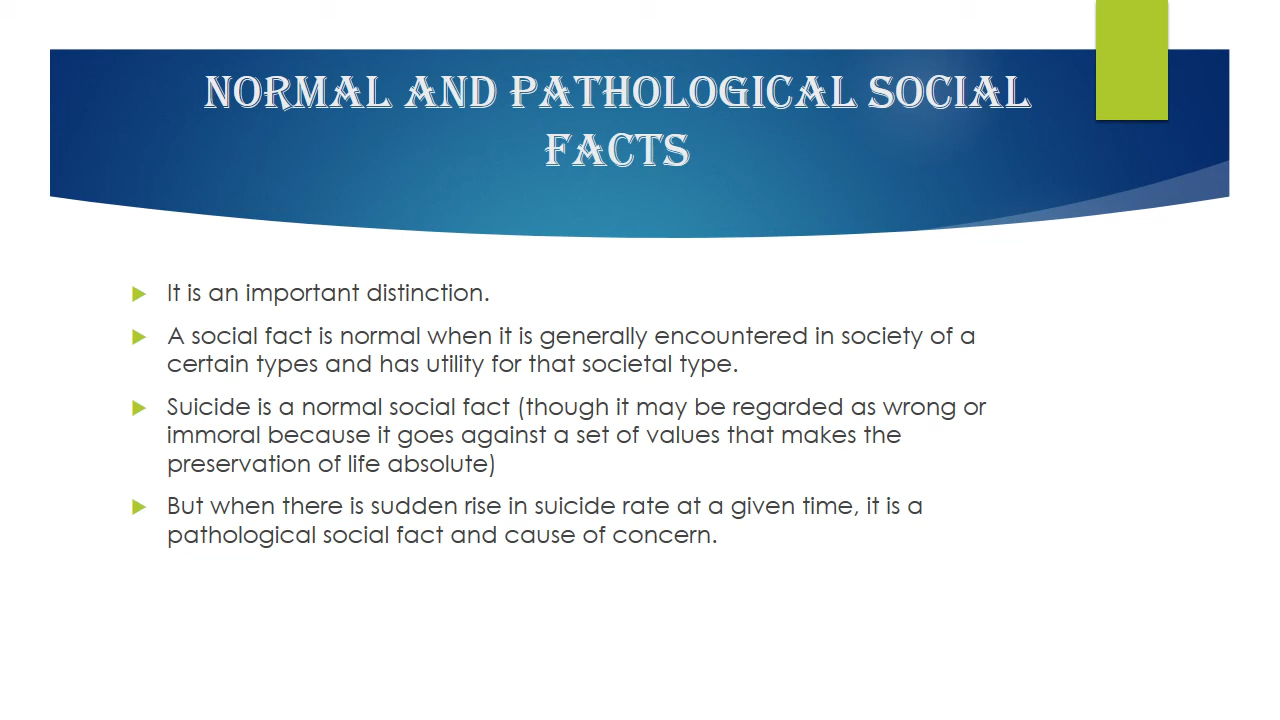 NORMAL AND PATHOLOGICAL SOCIAL
FACTS
It is an important distinction.
A social fact is normal when it is generally encountered in society of a
certain types and has utility for that societal type.
Suicide is a normal social fact (though it may be regarded as wrong or
immoral because it goes against a set of values that makes the
preservation of life absolute)
But when there is sudden rise in suicide rate at a given time, it is a
pathological social fact and cause of concern.